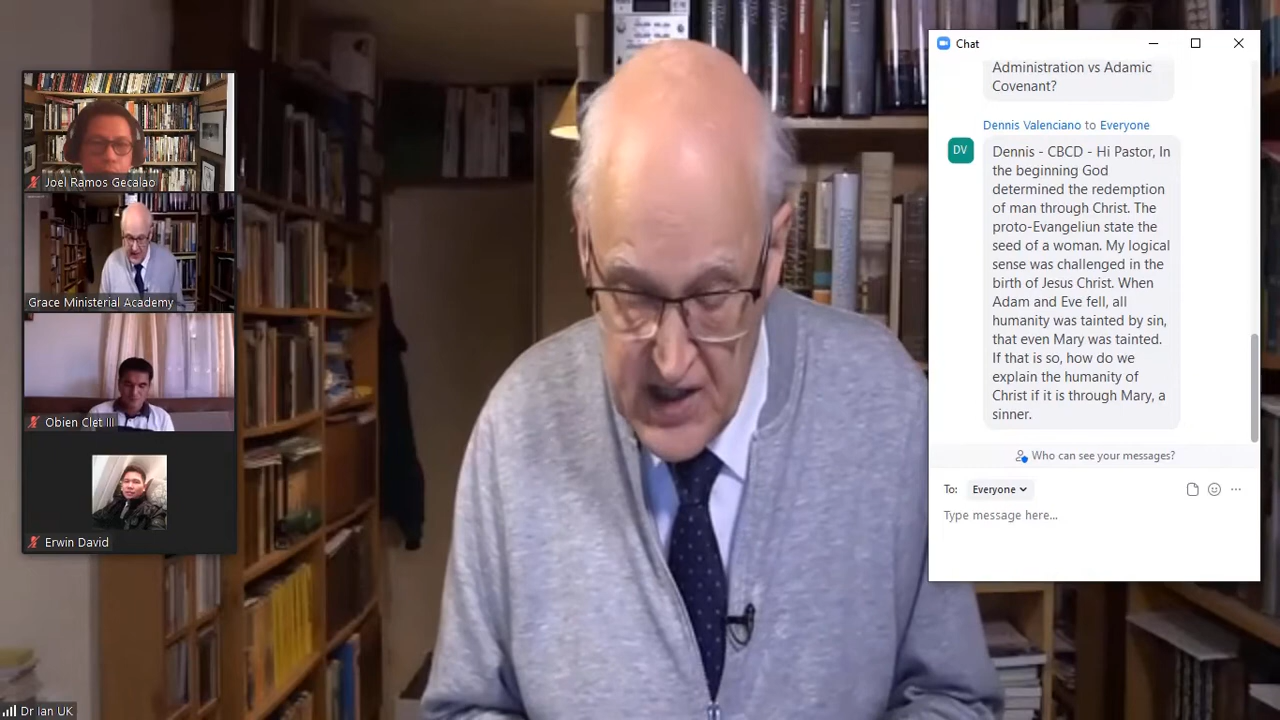 Joel Ramos Gecalao
Grace Ministerial Academy
Obien Clet III
Erwin David
Dr Ian UK
Chat
Administration vs Adamic
Covenant?
Dennis Valenciano to Everyone
DV
Dennis - CBCD - Hi Pastor, In
the beginning God
determined the redemption
of man through Christ. The
proto-Evangeliun state the
seed of a woman. My logical
sense was challenged in the
birth of Jesus Christ. When
Adam and Eve fell, all
humanity was tainted by sin,
that even Mary was tainted.
If that is so, how do we
explain the humanity of
Christ if it is through Mary, a
sinner.
Who can see your messages?
To: Everyone
Type message here...